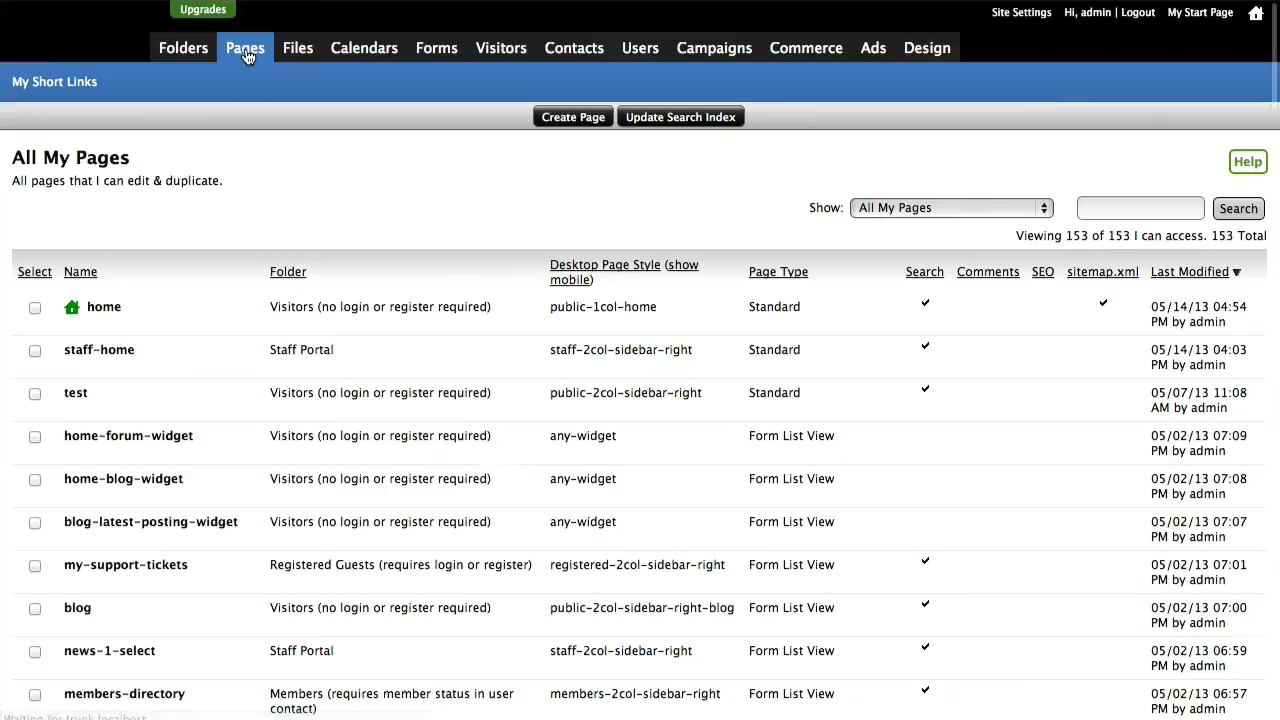 Upgrades
Site Settings Hi, admin | Logout My Start Page
Folders Pages Files Calendars Forms Visitors Contacts Users Campaigns Commerce Ads Design
My Short Links
Create Page Update Search Index
All My Pages
Help
All pages that I can edit & duplicate.
Show: All My Pages Search
Viewing 153 of 153 I can access. 153 Total
Select Name Folder Desktop Page Style (show mobile) Page Type Search Comments SEO sitemap.xml Last Modified
home Visitors (no login or register required) public-1col-home Standard 05/14/13 04:54
PM by admin
staff-home Staff Portal staff-2col-sidebar-right Standard 05/14/13 04:03
PM by admin
test Visitors (no login or register required) public-2col-sidebar-right Standard 05/07/13 11:08
AM by admin
home-forum-widget Visitors (no login or register required) any-widget Form List View 05/02/13 07:09
PM by admin
home-blog-widget Visitors (no login or register required) any-widget Form List View 05/02/13 07:08
PM by admin
blog-latest-posting-widget Visitors (no login or register required) any-widget Form List View 05/02/13 07:07
PM by admin
my-support-tickets Registered Guests (requires login or register) registered-2col-sidebar-right Form List View 05/02/13 07:01
PM by admin
blog Visitors (no login or register required) public-2col-sidebar-right-blog Form List View 05/02/13 07:00
PM by admin
news-1-select Staff Portal staff-2col-sidebar-right Form List View 05/02/13 06:59
PM by admin
members-directory Members (requires member status in user members-2col-sidebar-right Form List View 05/02/13 06:57
contact) PM by admin
Waiting for trunk.localhost